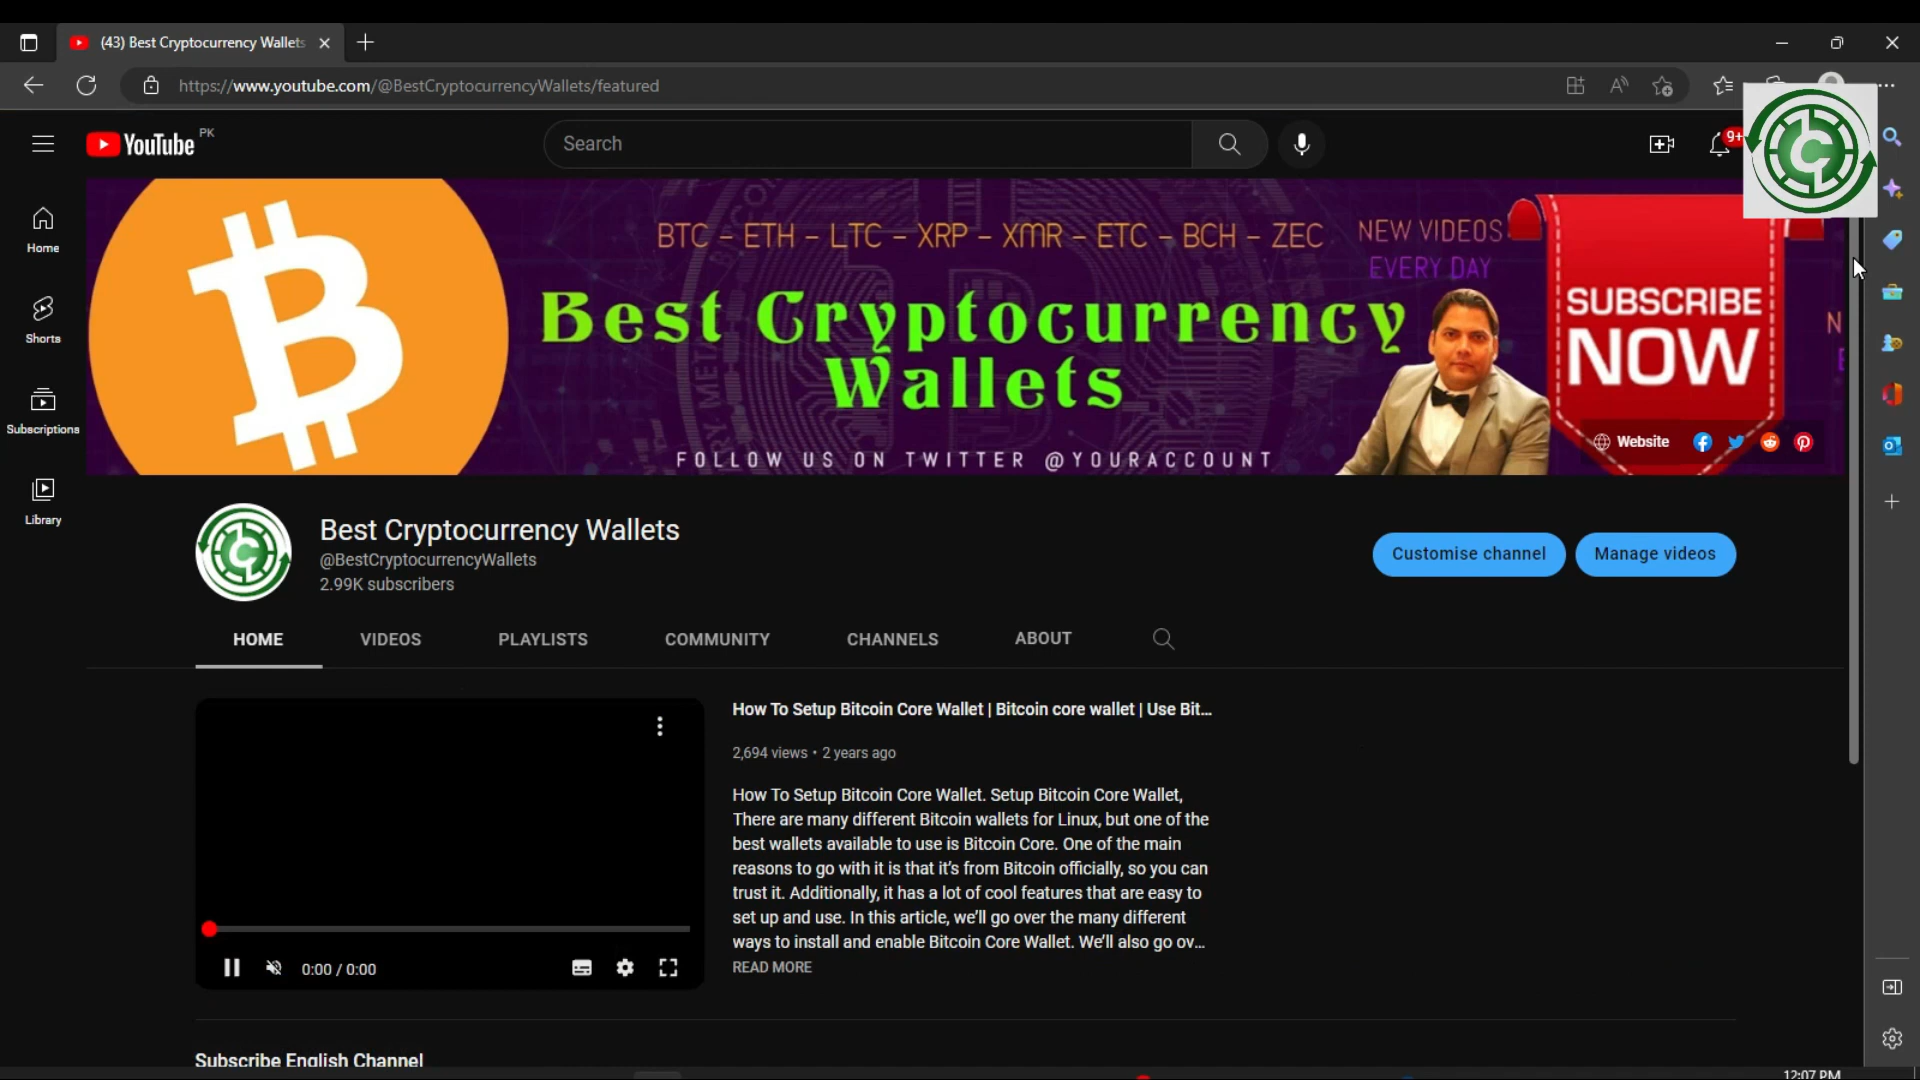 (43) Best Cryptocurrency Wallets
https://www.youtube.com/@BestCryptocurrencyWallets/featured
YouTube PK
Search
9+
Home
Shorts
Subscriptions
Library
BTC - ETH - LTC - XRP - XMR - ETC - BCH - ZEC
NEW VIDEOS
EVERY DAY
Best Cryptocurrency
Wallets
FOLLOW US ON TWITTER @YOURACCOUNT
SUBSCRIBE
NOW
Website
Best Cryptocurrency Wallets
@BestCryptocurrencyWallets
2.99K subscribers
Customise channel
Manage videos
HOME
VIDEOS
PLAYLISTS
COMMUNITY
CHANNELS
ABOUT
How To Setup Bitcoin Core Wallet | Bitcoin core wallet | Use Bit...
2,694 views • 2 years ago
How To Setup Bitcoin Core Wallet. Setup Bitcoin Core Wallet,
There are many different Bitcoin wallets for Linux, but one of the
best wallets available to use is Bitcoin Core. One of the main
reasons to go with it is that it's from Bitcoin officially, so you can
trust it. Additionally, it has a lot of cool features that are easy to
set up and use. In this article, we'll go over the many different
ways to install and enable Bitcoin Core Wallet. We'll also go ov...
READ MORE
0:00 / 0:00
Subscribe English Channel
12:07 PM